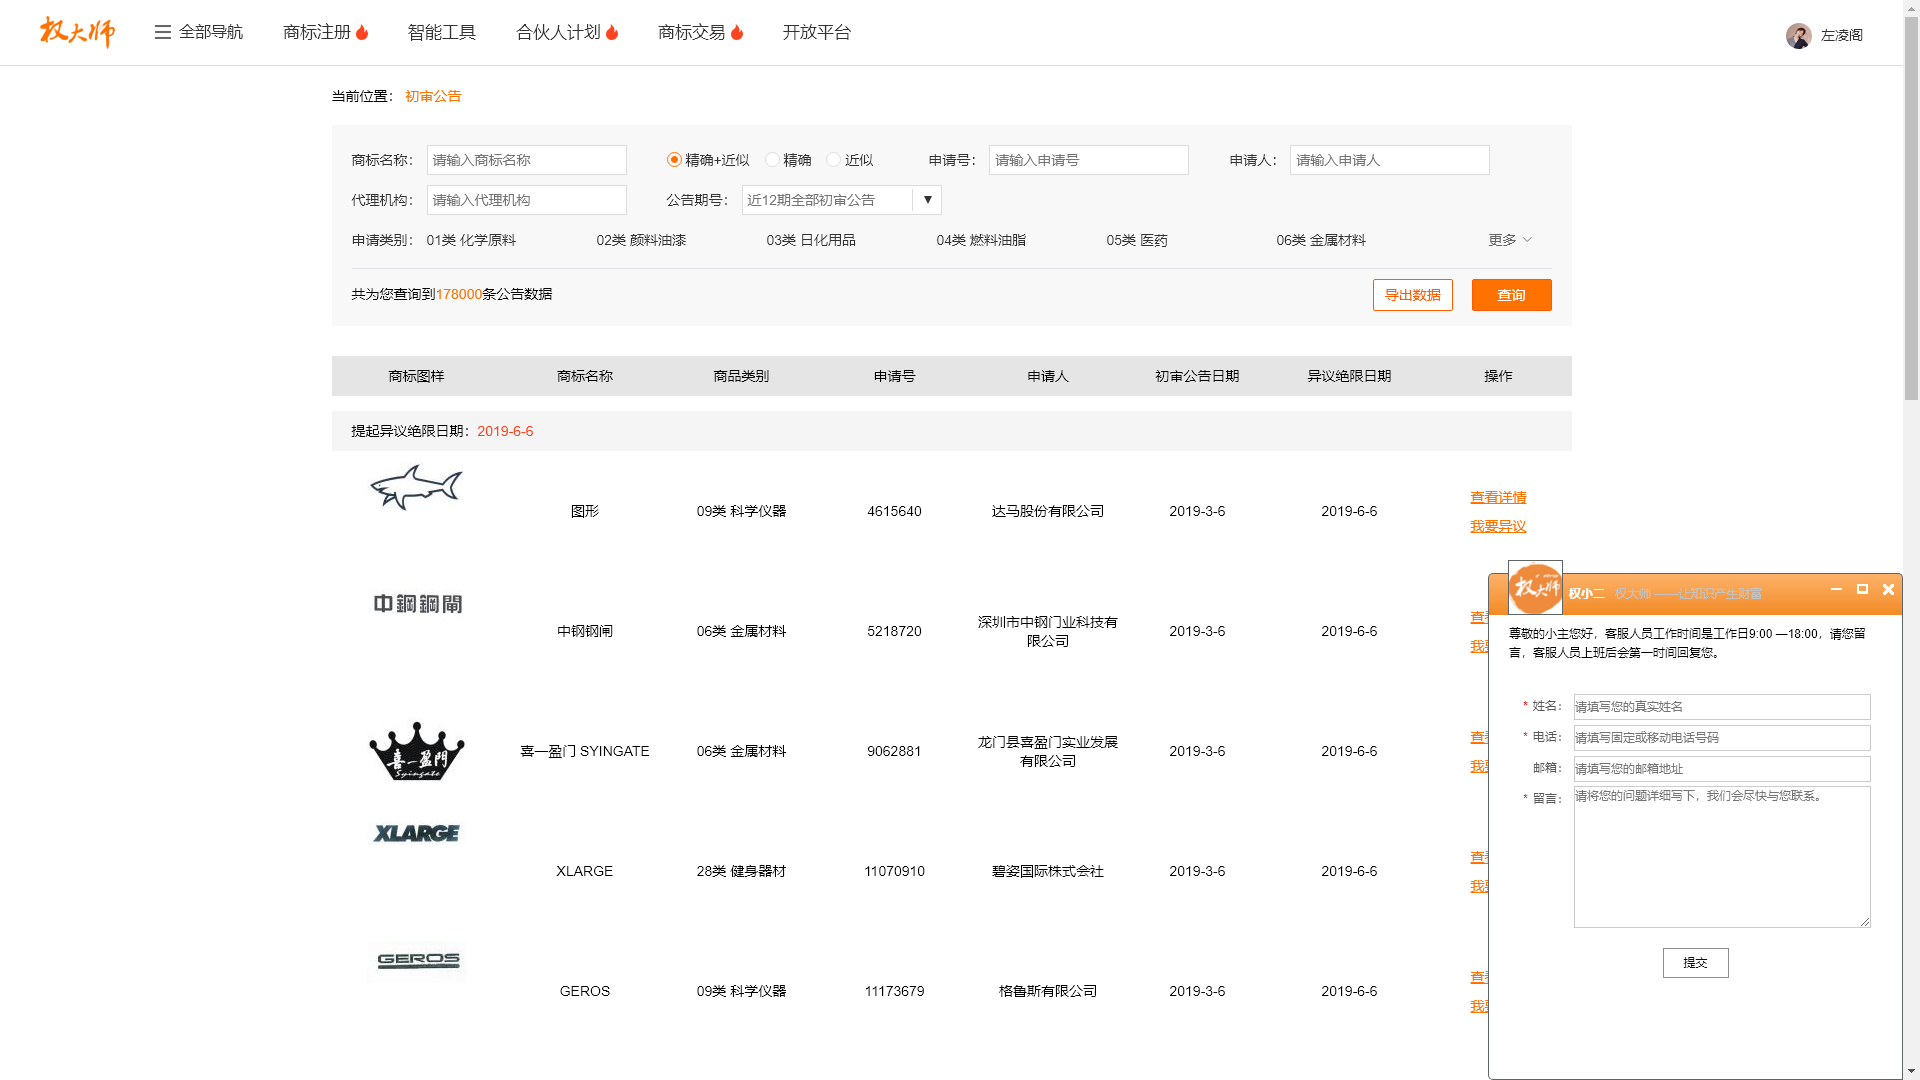 权大师
全部导航 商标注册 智能工具 合伙人计划 商标交易 开放平台 左凌阁
当前位置： 初审公告
商标名称： 请输入商标名称 精确+近似 精确 近似 申请号： 请输入申请号 申请人： 请输入申请人
代理机构： 请输入代理机构 公告期号： 近12期全部初审公告
申请类别： 01类 化学原料 02类 颜料油漆 03类 日化用品 04类 燃料油脂 05类 医药 06类 金属材料 更多
共为您查询到178000条公告数据 导出数据 查询
商标图样 商标名称 商品类别 申请号 申请人 初审公告日期 异议绝限日期 操作
提起异议绝限日期：2019-6-6
图形 09类 科学仪器 4615640 达马股份有限公司 2019-3-6 2019-6-6 查看详情
我要异议
中鋼鋼閘
中钢钢闸 06类 金属材料 5218720 深圳市中钢门业科技有限公司 2019-3-6 2019-6-6 查
我
喜一盈門
Syingate
喜一盈门 SYINGATE 06类 金属材料 9062881 龙门县喜盈门实业发展有限公司 2019-3-6 2019-6-6 查
我
XLARGE
XLARGE 28类 健身器材 11070910 碧姿国际株式会社 2019-3-6 2019-6-6 查
我
GEROS
GEROS 09类 科学仪器 11173679 格鲁斯有限公司 2019-3-6 2019-6-6 查
我
权大师 权小二 权大师 ——让知识产生财富
尊敬的小主您好，客服人员工作时间是工作日9:00 —18:00，请您留
言，客服人员上班后会第一时间回复您。
* 姓名： 请填写您的真实姓名
* 电话： 请填写固定或移动电话号码
邮箱： 请填写您的邮箱地址
* 留言： 请将您的问题详细写下，我们会尽快与您联系。
提交